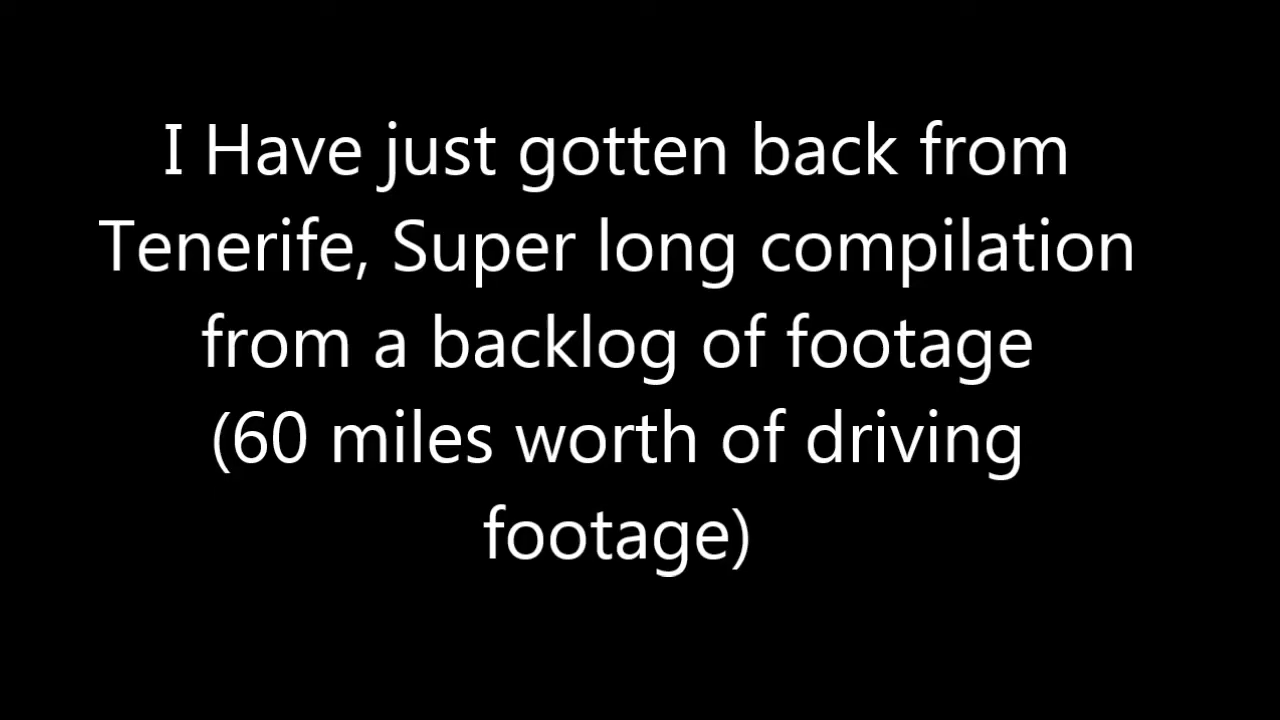 I Have just gotten back from
Tenerife, Super long compilation
from a backlog of footage
(60 miles worth of driving
footage)